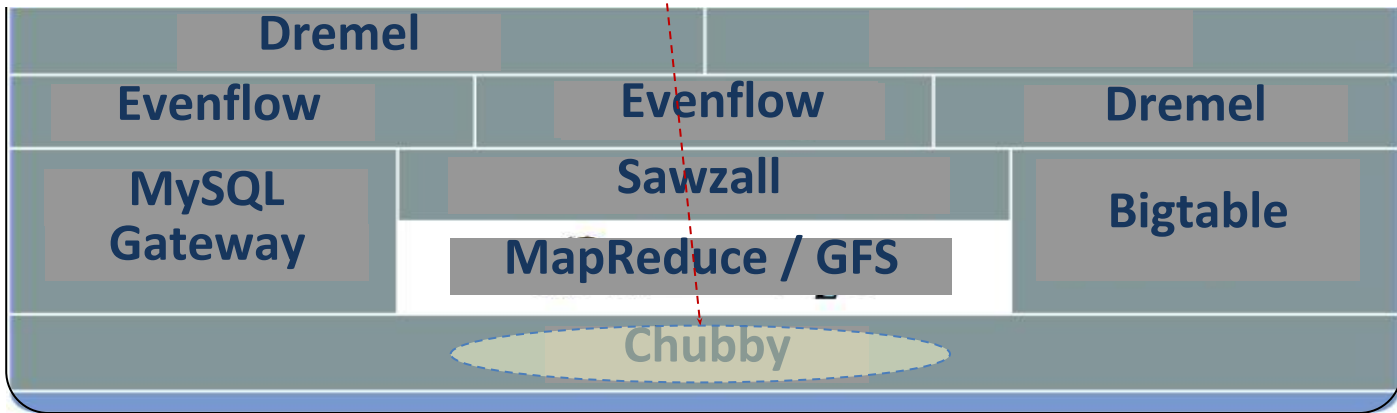 Dremel
Evenflow
Evenflow
Dremel
MySQL
Gateway
Sawzall
MapReduce / GFS
Bigtable
Chubby